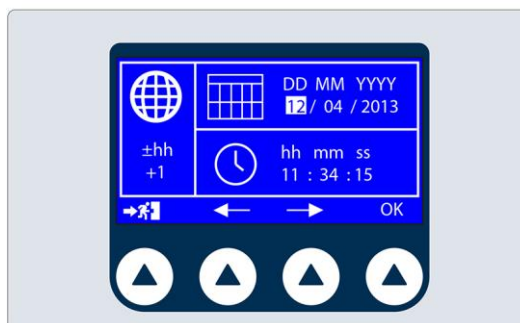 DD MM YYYY
12/ 04 / 2013
±hh
+1
hh mm ss
11 : 34 : 15
OK